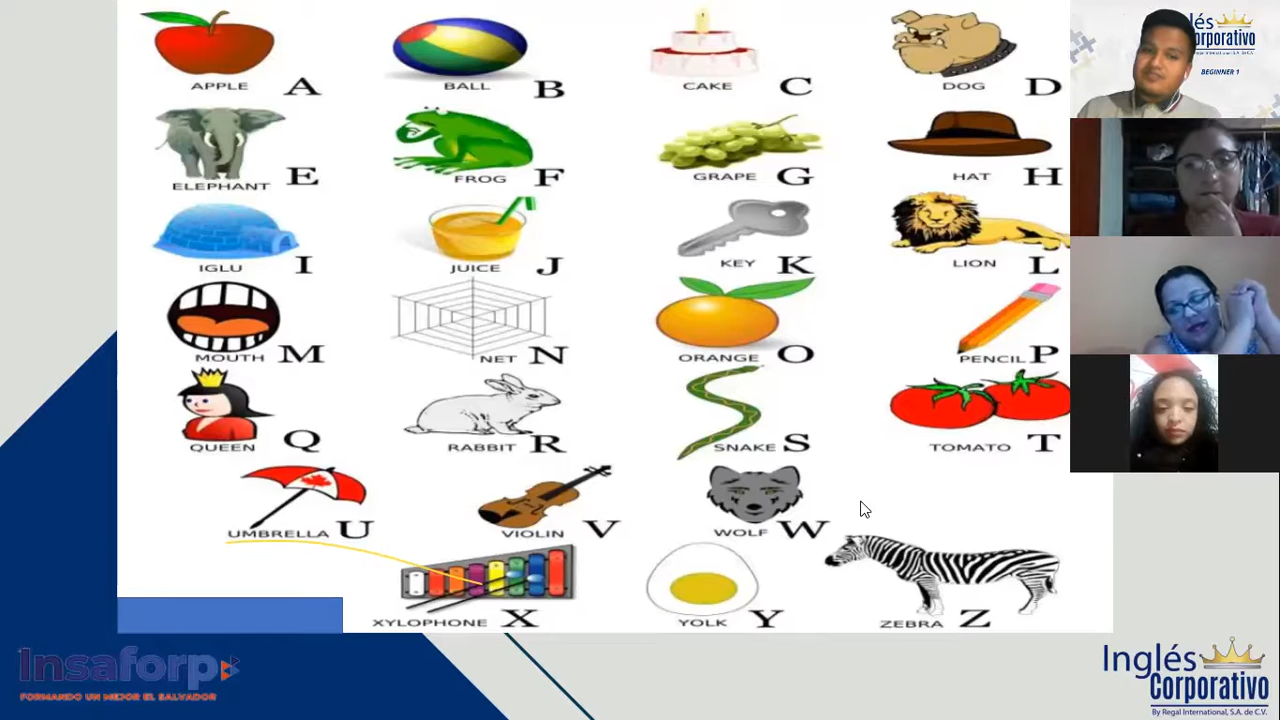 APPLE A
BALL B
CAKE C
DOG D
ELEPHANT E
FROG F
GRAPE G
HAT H
IGLU I
JUICE J
KEY K
LION L
MOUTH M
NET N
ORANGE O
PENCIL P
QUEEN Q
RABBIT R
SNAKE S
TOMATO T
UMBRELLA U
VIOLIN V
WOLF W
XYLOPHONE X
YOLK Y
ZEBRA Z
lés
orporativo
BEGINNER 1
Insaforp
FORMANDO UN MEJOR EL SALVADOR
Inglés
Corporativo
By Regal International, S.A. de C.V.